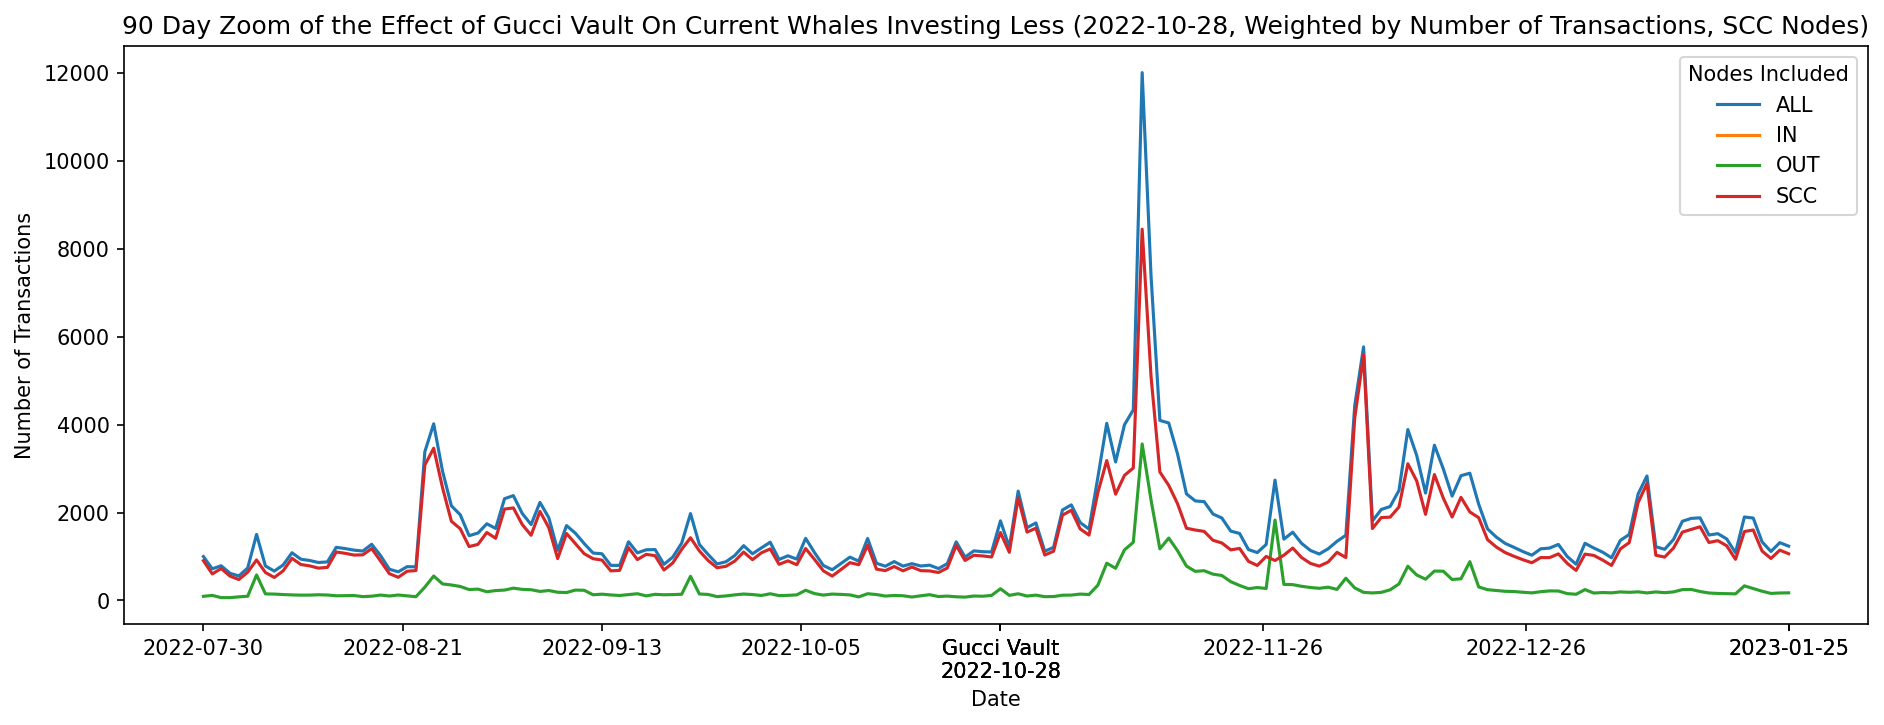 90 Day Zoom of the Effect of Gucci Vault On Current Whales Investing Less (2022-10-28, Weighted by Number of Transactions, SCC Nodes)
Nodes Included
ALL
IN
OUT
SCC
Number of Transactions
12000
10000
8000
6000
4000
2000
0
2022-07-30
2022-08-21
2022-09-13
2022-10-05
Gucci Vault
2022-10-28
2022-11-26
2022-12-26
2023-01-25
Date